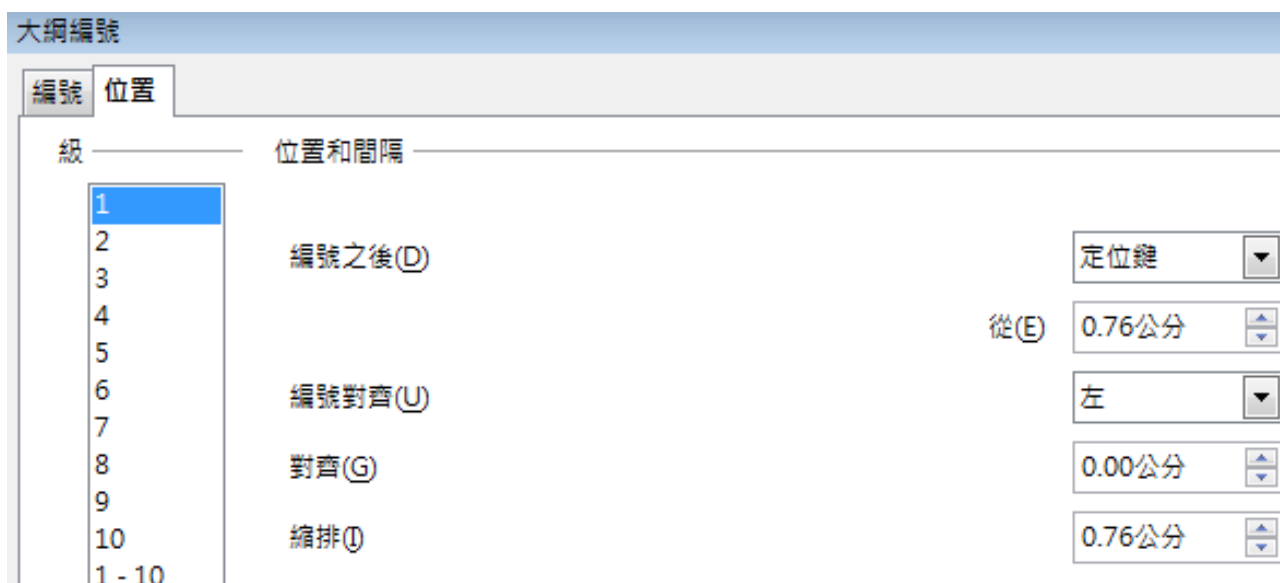 大綱編號
編號 位置
級 位置和間隔
1
2
編號之後(D) 定位鍵
3
4
從(E) 0.76公分
5
6
編號對齊(U) 左
7
8
對齊(G) 0.00公分
9
10
縮排(I) 0.76公分
1 - 10